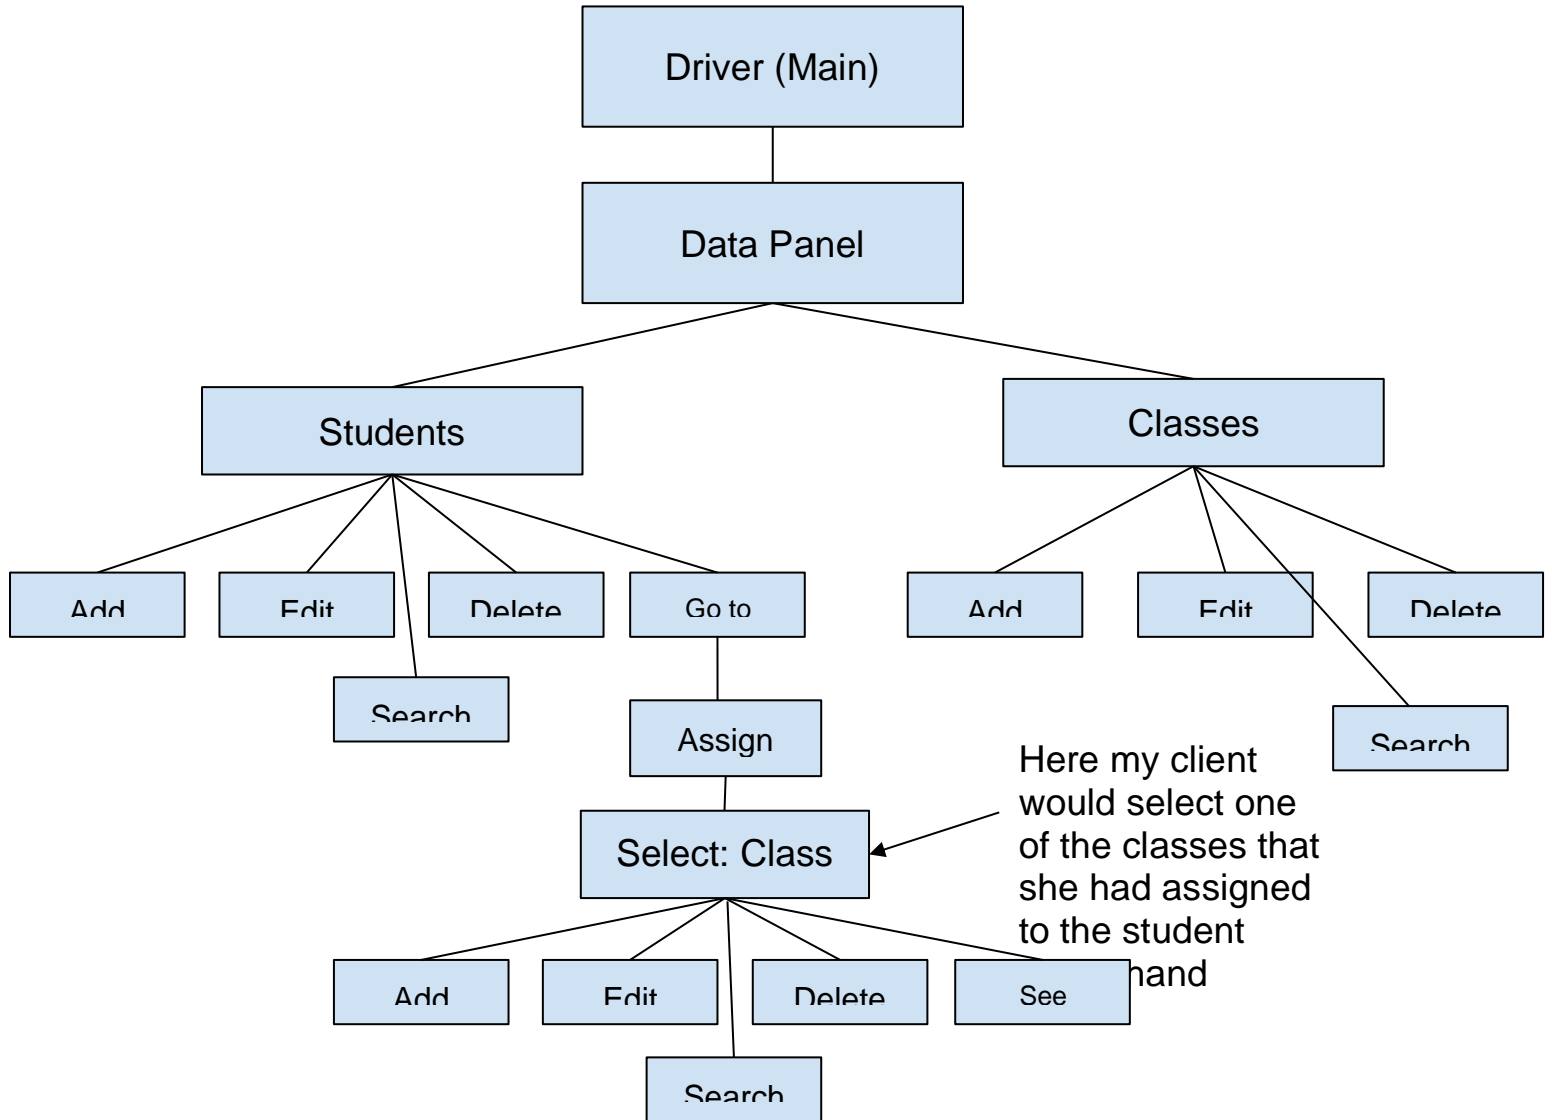 Driver (Main)
Data Panel
Students
Classes
Add
Edit
Delete
Go to
Add
Edit
Delete
Search
Assign
Search
Here my client
would select one
of the classes that
she had assigned
to the student
hand
Select: Class
Add
Edit
Delete
See
Search